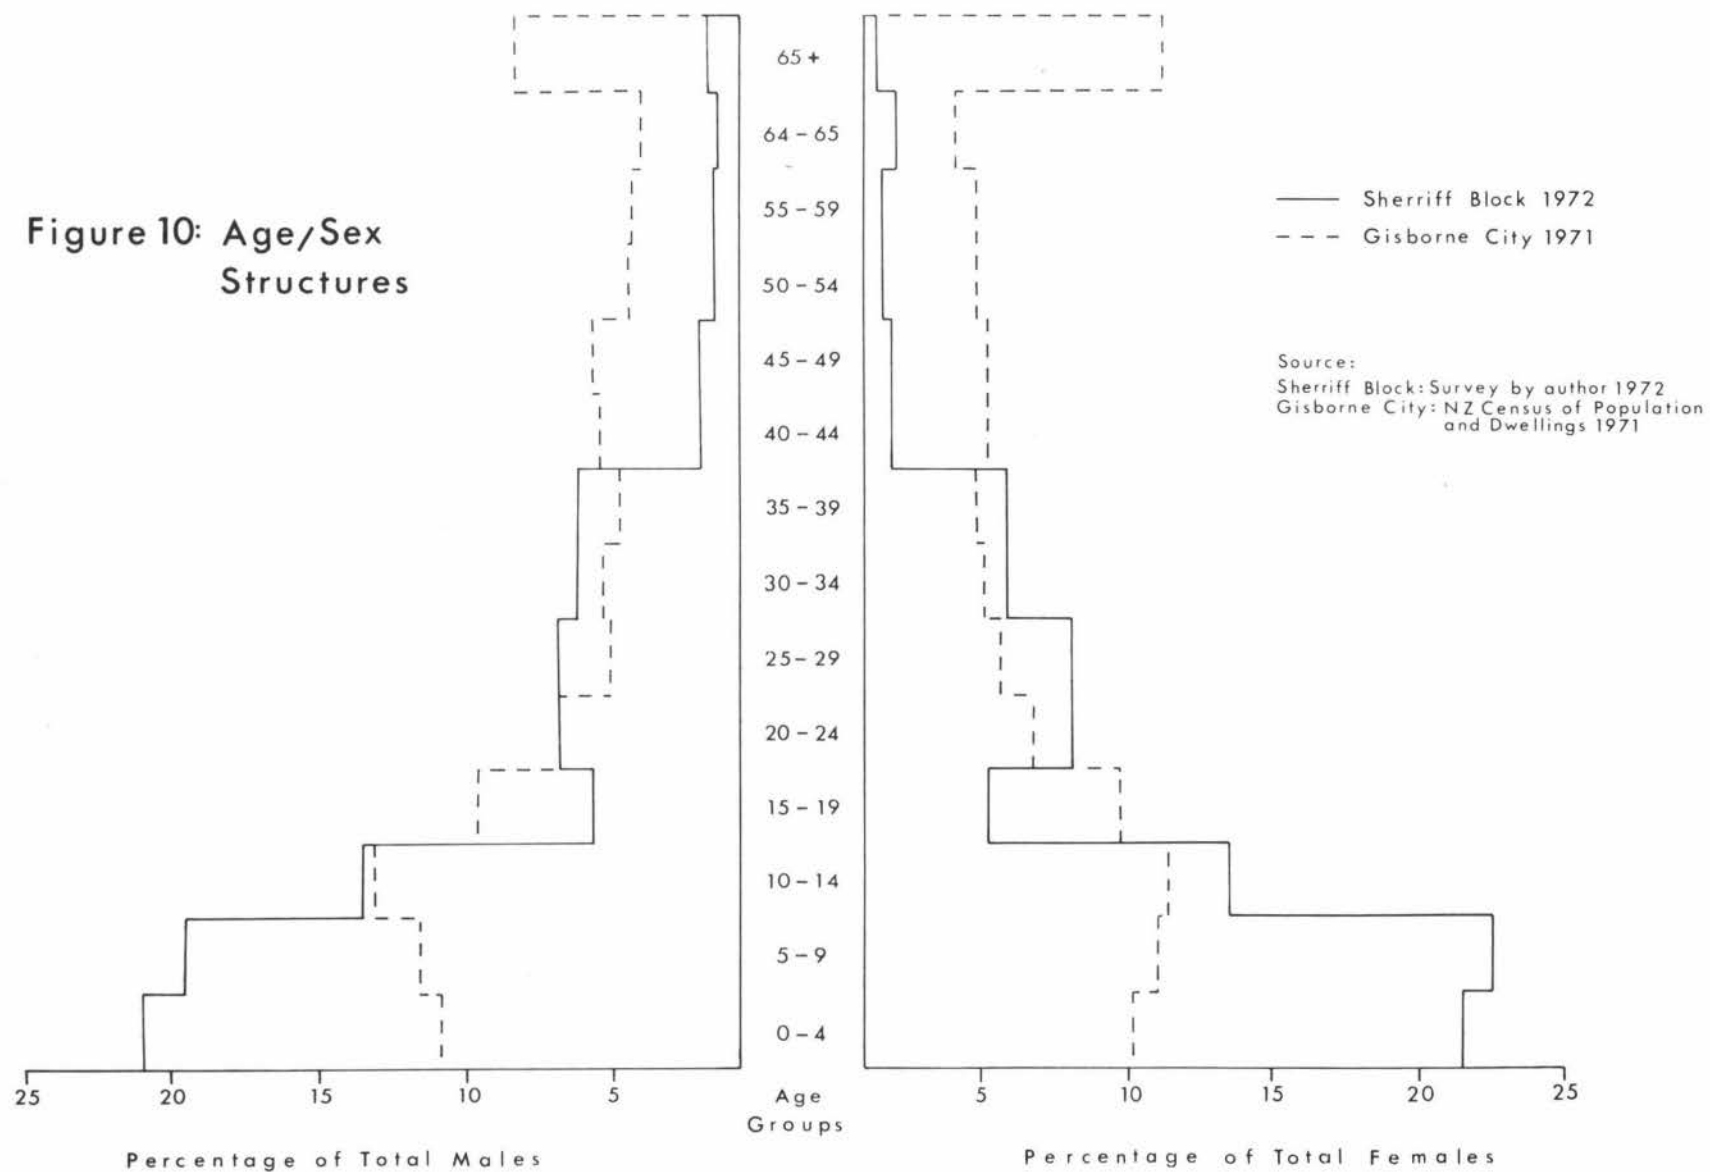 Figure 10: Age/Sex
Structures
65 +
64 – 65
55 – 59
50 – 54
45 – 49
40 – 44
35 – 39
30 – 34
25 – 29
20 – 24
15 – 19
10 – 14
5 – 9
0 – 4
Sherriff Block 1972
Gisborne City 1971
Source:
Sherriff Block: Survey by author 1972
Gisborne City: NZ Census of Population
and Dwellings 1971
25 20 15 10 5 Age 5 10 15 20 25
Groups
Percentage of Total Males
Percentage of Total Females